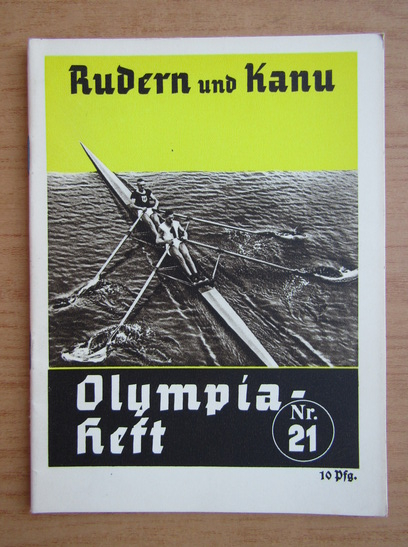 Rudern und Kanu
Olympia-
Heft
Nr.
21
10 Pfg.